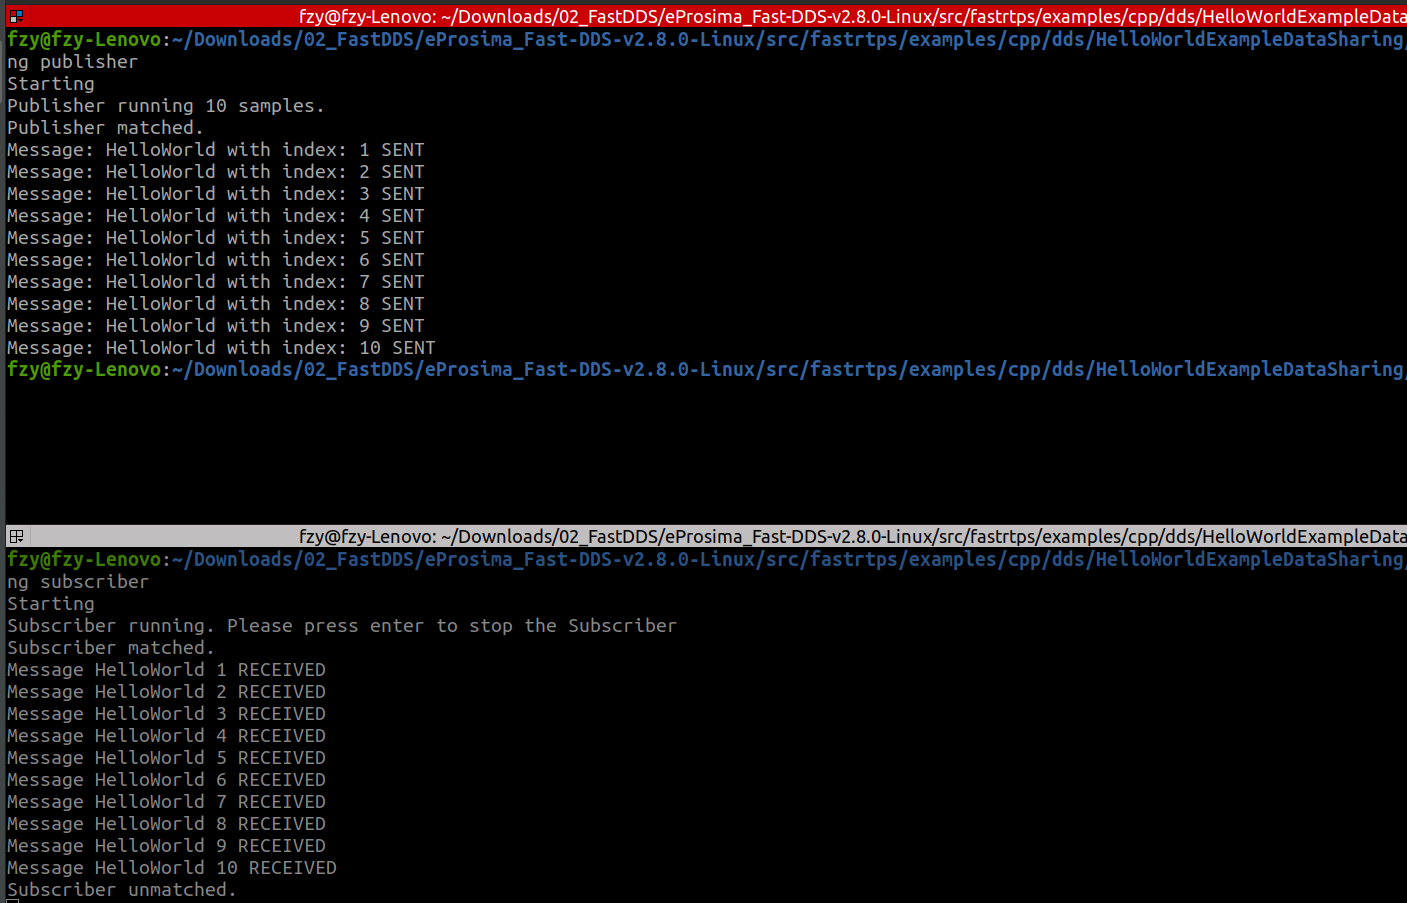 fzy@fzy-Lenovo: ~/Downloads/02_FastDDS/eProsima_Fast-DDS-v2.8.0-Linux/src/fastrtps/examples/cpp/dds/HelloWorldExampleData
fzy@fzy-Lenovo:~/Downloads/02_FastDDS/eProsima_Fast-DDS-v2.8.0-Linux/src/fastrtps/examples/cpp/dds/HelloWorldExampleDataSharing/
ng publisher
Starting
Publisher running 10 samples.
Publisher matched.
Message: HelloWorld with index: 1 SENT
Message: HelloWorld with index: 2 SENT
Message: HelloWorld with index: 3 SENT
Message: HelloWorld with index: 4 SENT
Message: HelloWorld with index: 5 SENT
Message: HelloWorld with index: 6 SENT
Message: HelloWorld with index: 7 SENT
Message: HelloWorld with index: 8 SENT
Message: HelloWorld with index: 9 SENT
Message: HelloWorld with index: 10 SENT
fzy@fzy-Lenovo:~/Downloads/02_FastDDS/eProsima_Fast-DDS-v2.8.0-Linux/src/fastrtps/examples/cpp/dds/HelloWorldExampleDataSharing/
fzy@fzy-Lenovo: ~/Downloads/02_FastDDS/eProsima_Fast-DDS-v2.8.0-Linux/src/fastrtps/examples/cpp/dds/HelloWorldExampleData
fzy@fzy-Lenovo:~/Downloads/02_FastDDS/eProsima_Fast-DDS-v2.8.0-Linux/src/fastrtps/examples/cpp/dds/HelloWorldExampleDataSharing/
ng subscriber
Starting
Subscriber running. Please press enter to stop the Subscriber
Subscriber matched.
Message HelloWorld 1 RECEIVED
Message HelloWorld 2 RECEIVED
Message HelloWorld 3 RECEIVED
Message HelloWorld 4 RECEIVED
Message HelloWorld 5 RECEIVED
Message HelloWorld 6 RECEIVED
Message HelloWorld 7 RECEIVED
Message HelloWorld 8 RECEIVED
Message HelloWorld 9 RECEIVED
Message HelloWorld 10 RECEIVED
Subscriber unmatched.